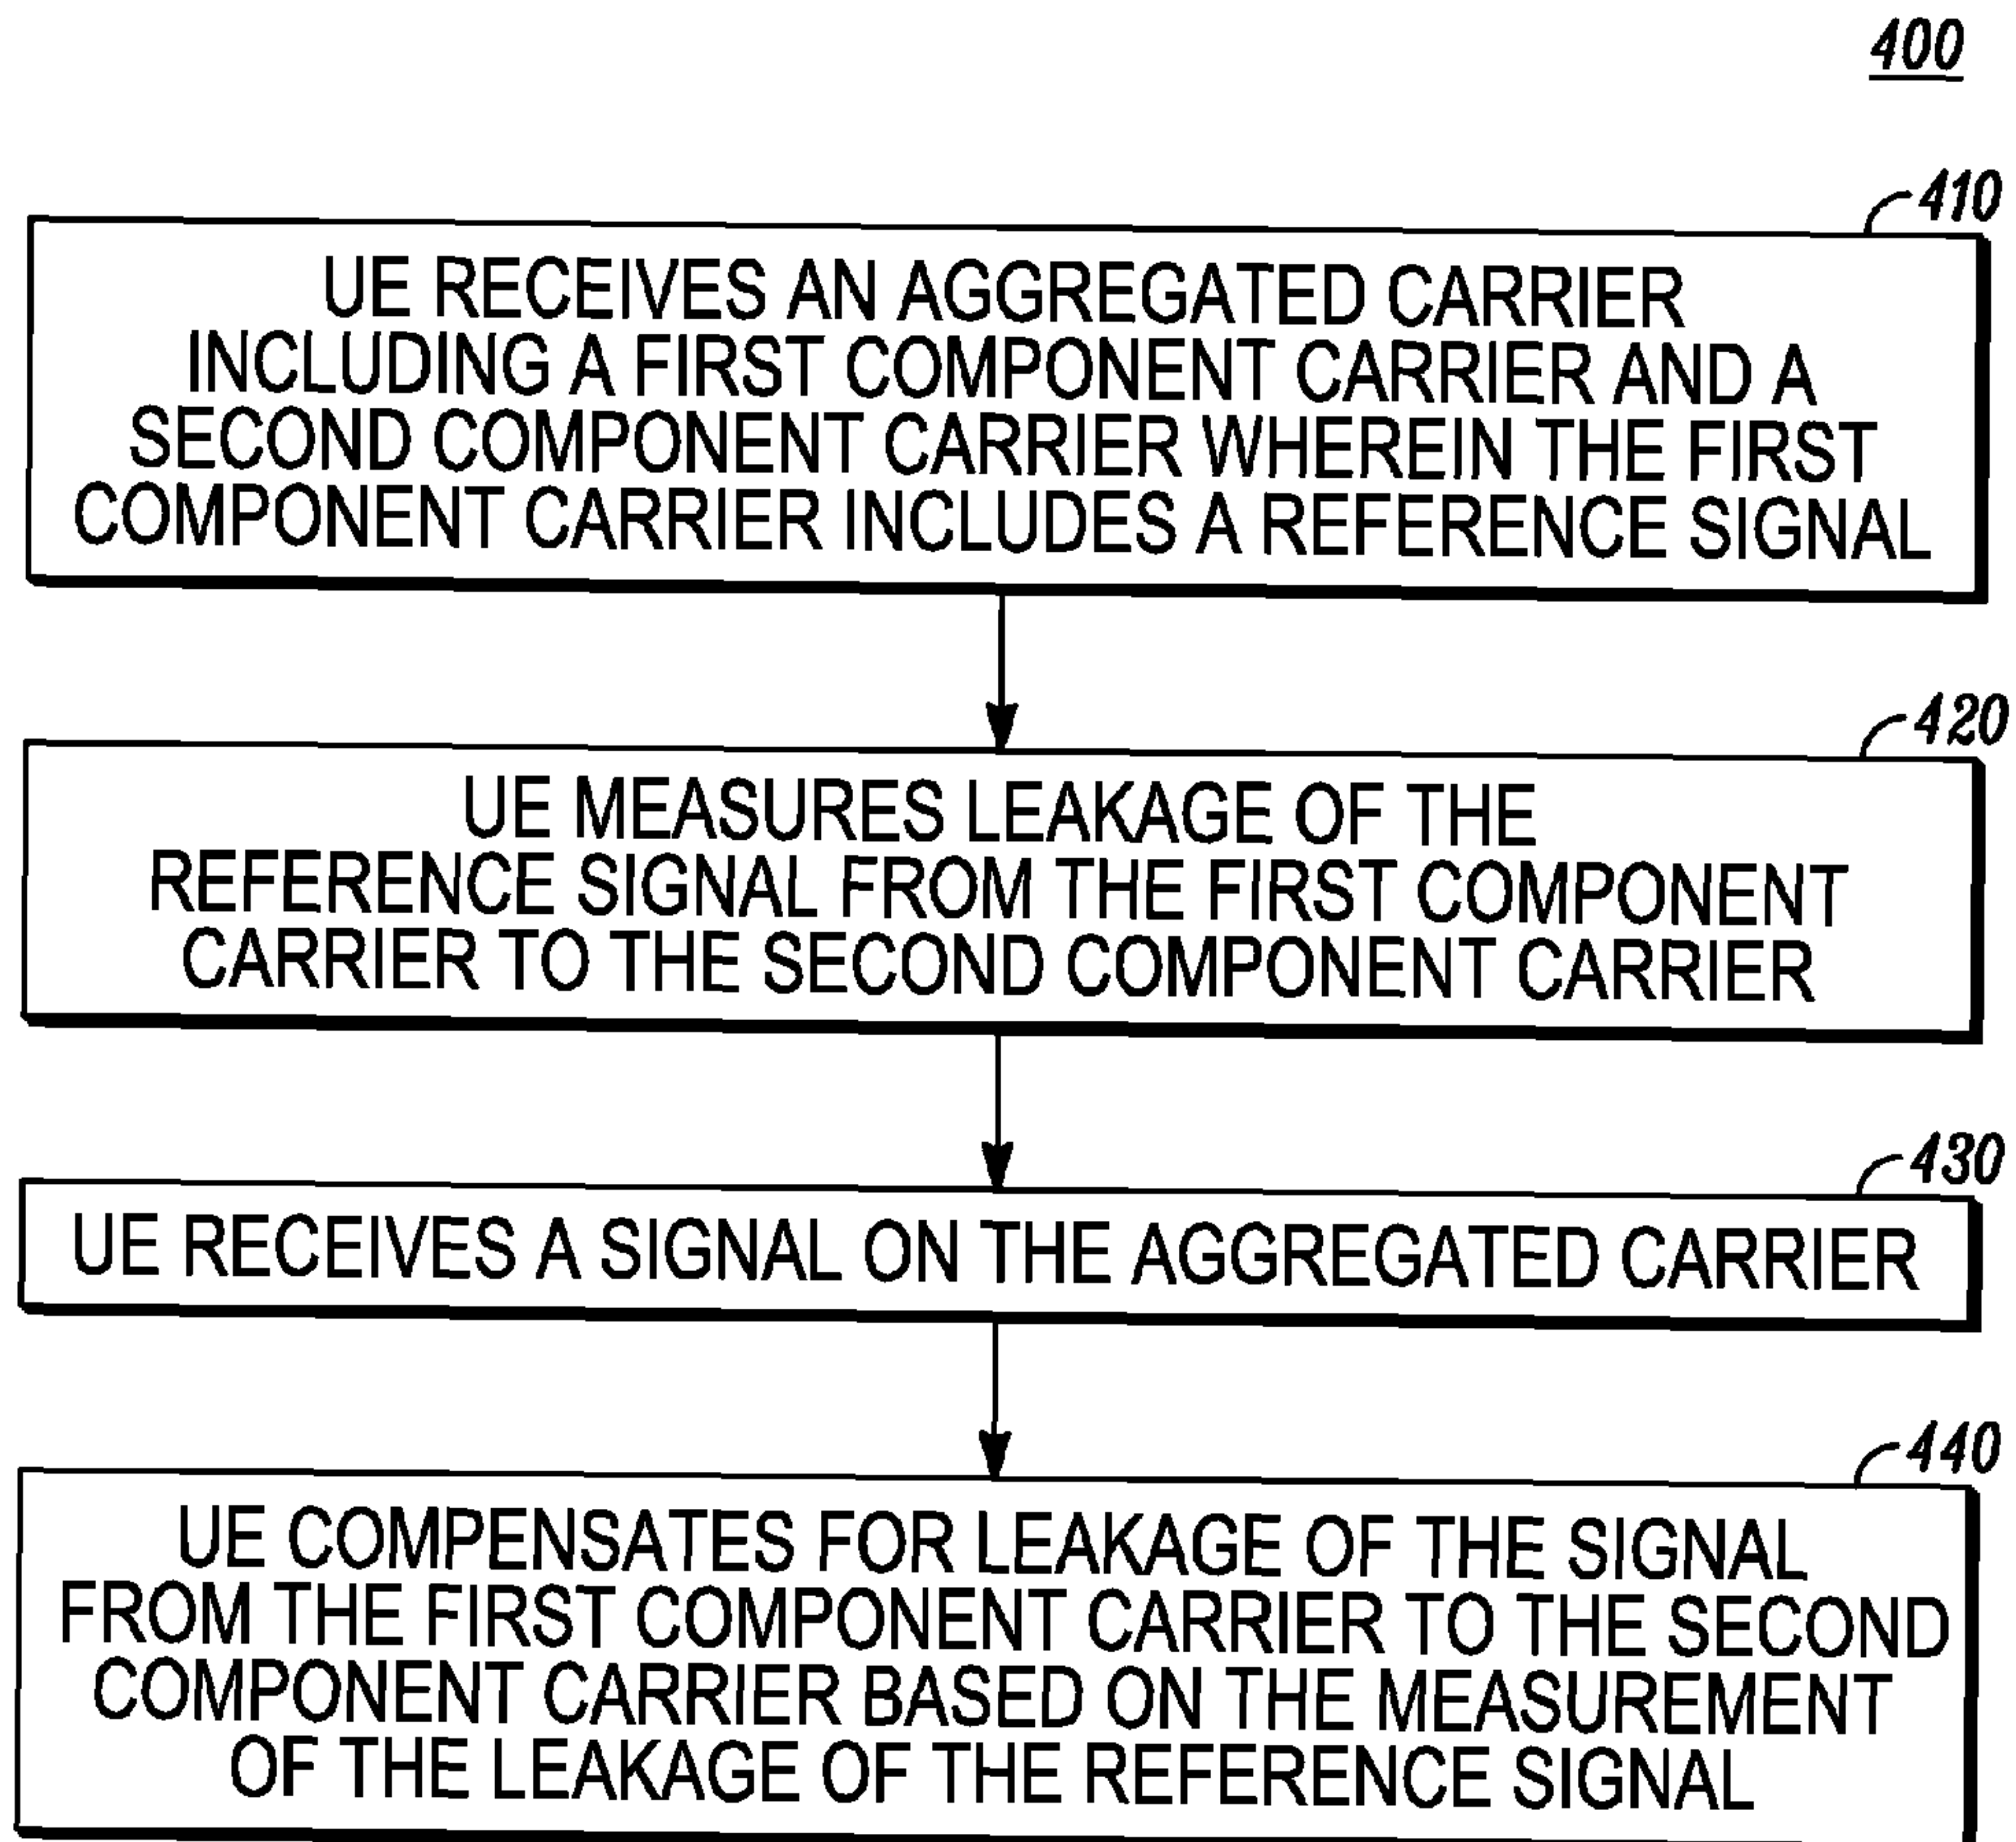 400
410
UE RECEIVES AN AGGREGATED CARRIER
INCLUDING A FIRST COMPONENT CARRIER AND A
SECOND COMPONENT CARRIER WHEREIN THE FIRST
COMPONENT CARRIER INCLUDES A REFERENCE SIGNAL
420
UE MEASURES LEAKAGE OF THE
REFERENCE SIGNAL FROM THE FIRST COMPONENT
CARRIER TO THE SECOND COMPONENT CARRIER
430
UE RECEIVES A SIGNAL ON THE AGGREGATED CARRIER
440
UE COMPENSATES FOR LEAKAGE OF THE SIGNAL
FROM THE FIRST COMPONENT CARRIER TO THE SECOND
COMPONENT CARRIER BASED ON THE MEASUREMENT
OF THE LEAKAGE OF THE REFERENCE SIGNAL